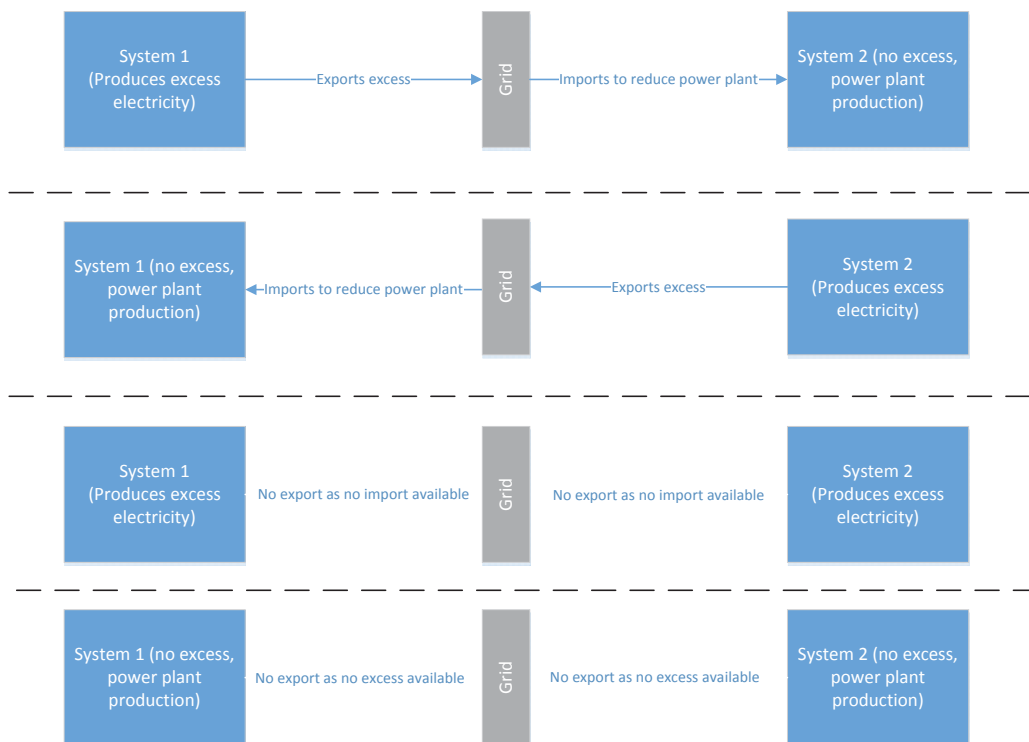 System 1
(Produces excess
electricity)
Exports excess
Grid
Imports to reduce power plant
System 2 (no excess,
power plant
production)
System 1 (no excess,
power plant
production)
Imports to reduce power plant
Grid
Exports excess
System 2
(Produces excess
electricity)
System 1
(Produces excess
electricity)
No export as no import available
Grid
No export as no import available
System 2
(Produces excess
electricity)
System 1 (no excess,
power plant
production)
No export as no excess available
Grid
No export as no excess available
System 2 (no excess,
power plant
production)